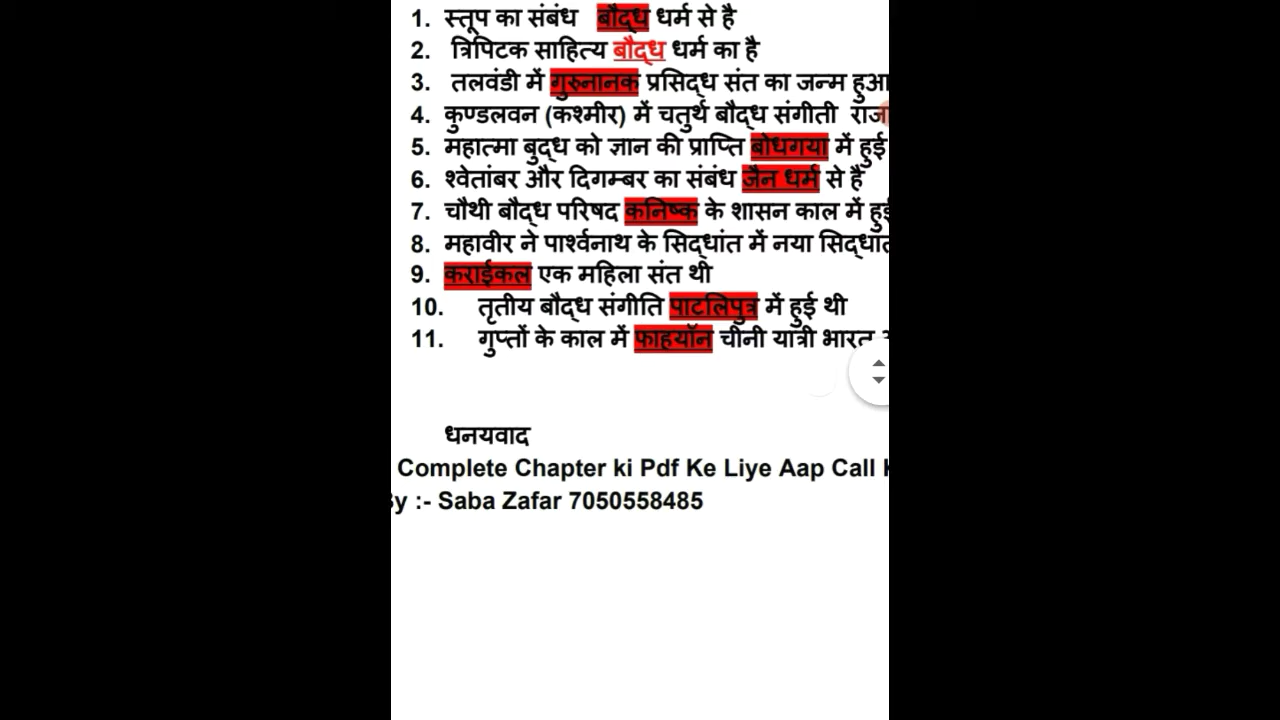 1. स्तूप का संबंध बौद्ध धर्म से है
2. त्रिपिटक साहित्य बौद्ध धर्म का है
3. तलवंडी में गुरुनानक प्रसिद्ध संत का जन्म हुआ
4. कुण्डलवन (कश्मीर) में चतुर्थ बौद्ध संगीती राज
5. महात्मा बुद्ध को ज्ञान की प्राप्ति बोधगया में हुई
6. श्वेतांबर और दिगम्बर का संबंध जैन धर्म से है
7. चौथी बौद्ध परिषद कनिष्क के शासन काल में हुई
8. महावीर ने पार्श्वनाथ के सिद्धांत में नया सिद्धांत
9. कराईकल एक महिला संत थी
10. तृतीय बौद्ध संगीति पाटलिपुत्र में हुई थी
11. गुप्तों के काल में फाहयॉन चीनी यात्री भारत
धनयवाद
Complete Chapter ki Pdf Ke Liye Aap Call
By :- Saba Zafar 7050558485